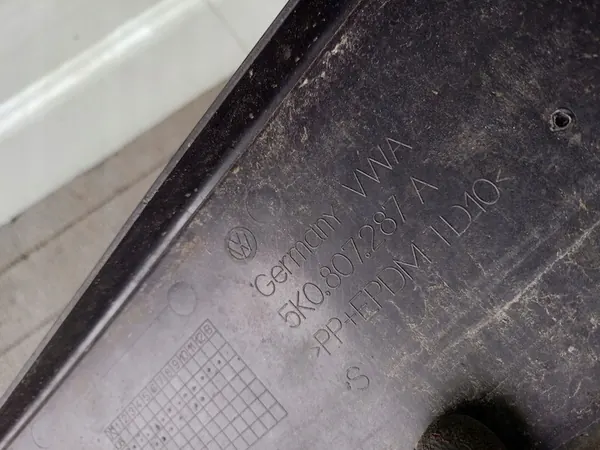 Germany VWA
5K0.807.287 A
>PP+EPDM TD10<
S